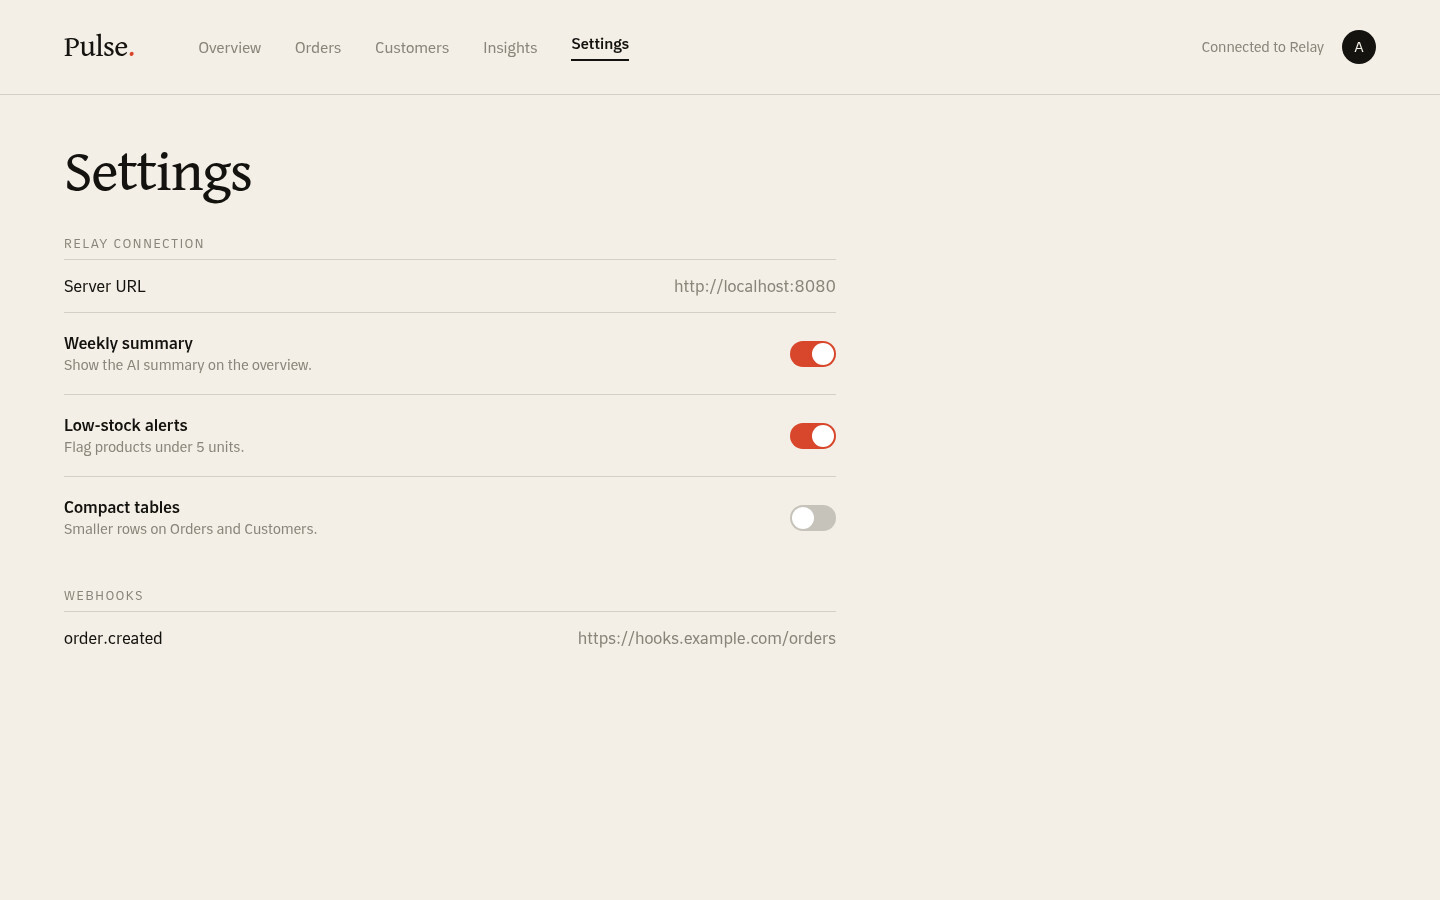 Pulse.
Overview
Orders
Customers
Insights
Settings
Connected to Relay
A
Settings
RELAY CONNECTION
Server URL
http://localhost:8080
Weekly summary
Show the AI summary on the overview.
Low-stock alerts
Flag products under 5 units.
Compact tables
Smaller rows on Orders and Customers.
WEBHOOKS
order.created
https://hooks.example.com/orders